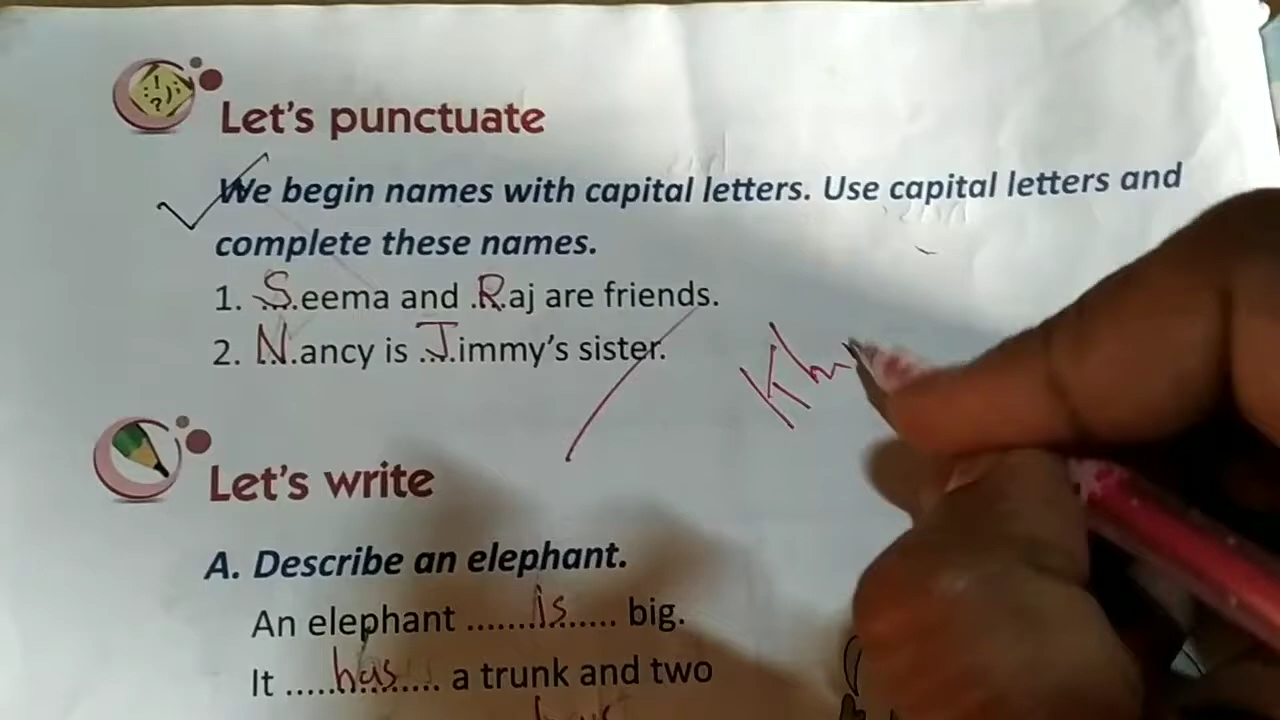 Let's punctuate
We begin names with capital letters. Use capital letters and
complete these names.
1. S.eema and .R.aj are friends.
2. N.ancy is .J.immy's sister.
Let's write
A. Describe an elephant.
An elephant .......is...... big.
It .....has....... a trunk and two